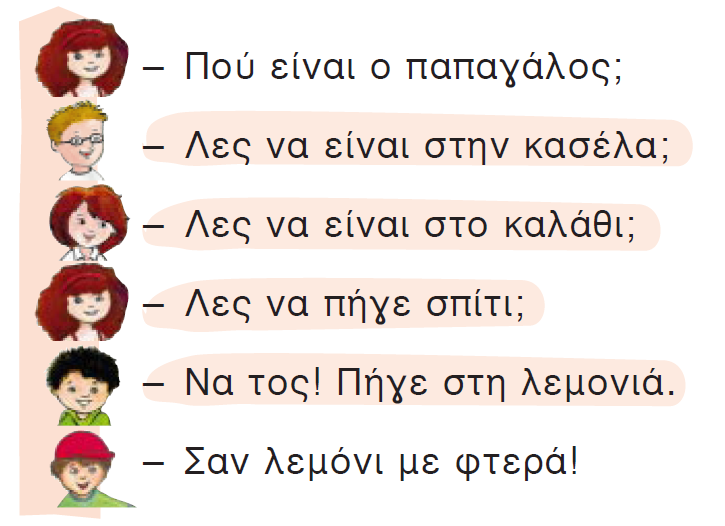 – Πού είναι ο παπαγάλος;
– Λες να είναι στην κασέλα;
– Λες να είναι στο καλάθι;
– Λες να πήγε σπίτι;
– Να τος! Πήγε στη λεμονιά.
– Σαν λεμόνι με φτερά!